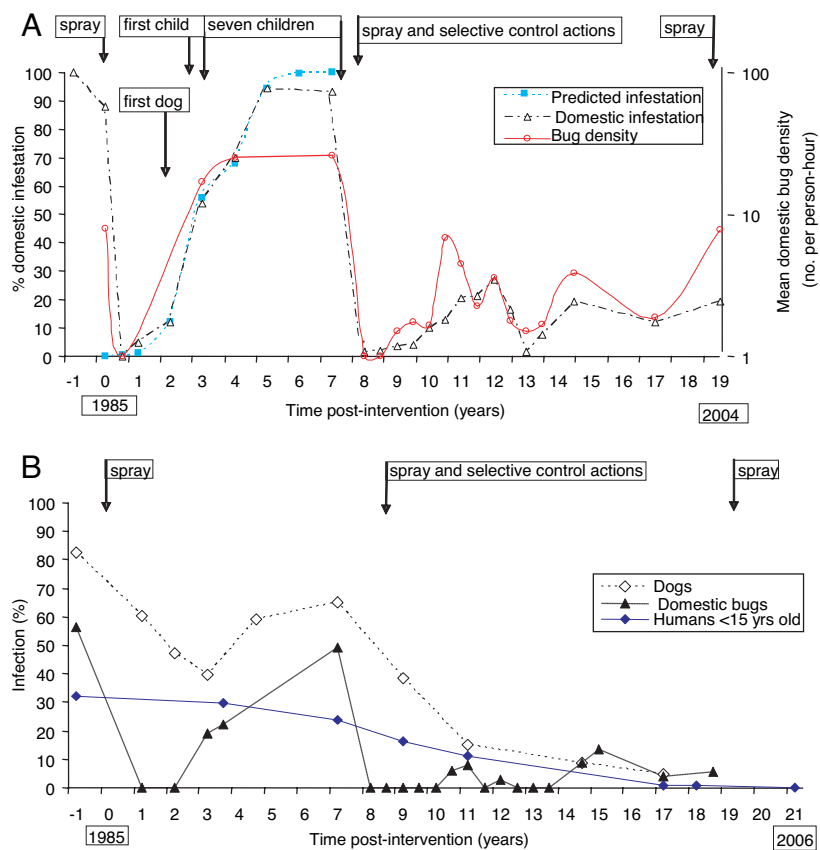 A
spray
first child
seven children
spray and selective control actions
spray
first dog
Predicted infestation
Domestic infestation
Bug density
% domestic infestation
100
90
80
70
60
50
40
30
20
10
0
Mean domestic bug density
(no. per person-hour)
100
10
1
-1 0 1 2 3 4 5 6 7 8 9 10 11 12 13 14 15 16 17 18 19
1985
Time post-intervention (years)
2004
B
spray
spray and selective control actions
spray
Dogs
Domestic bugs
Humans <15 yrs old
Infection (%)
100
90
80
70
60
50
40
30
20
10
0
-1 0 1 2 3 4 5 6 7 8 9 10 11 12 13 14 15 16 17 18 19 20 21
1985
Time post-intervention (years)
2006